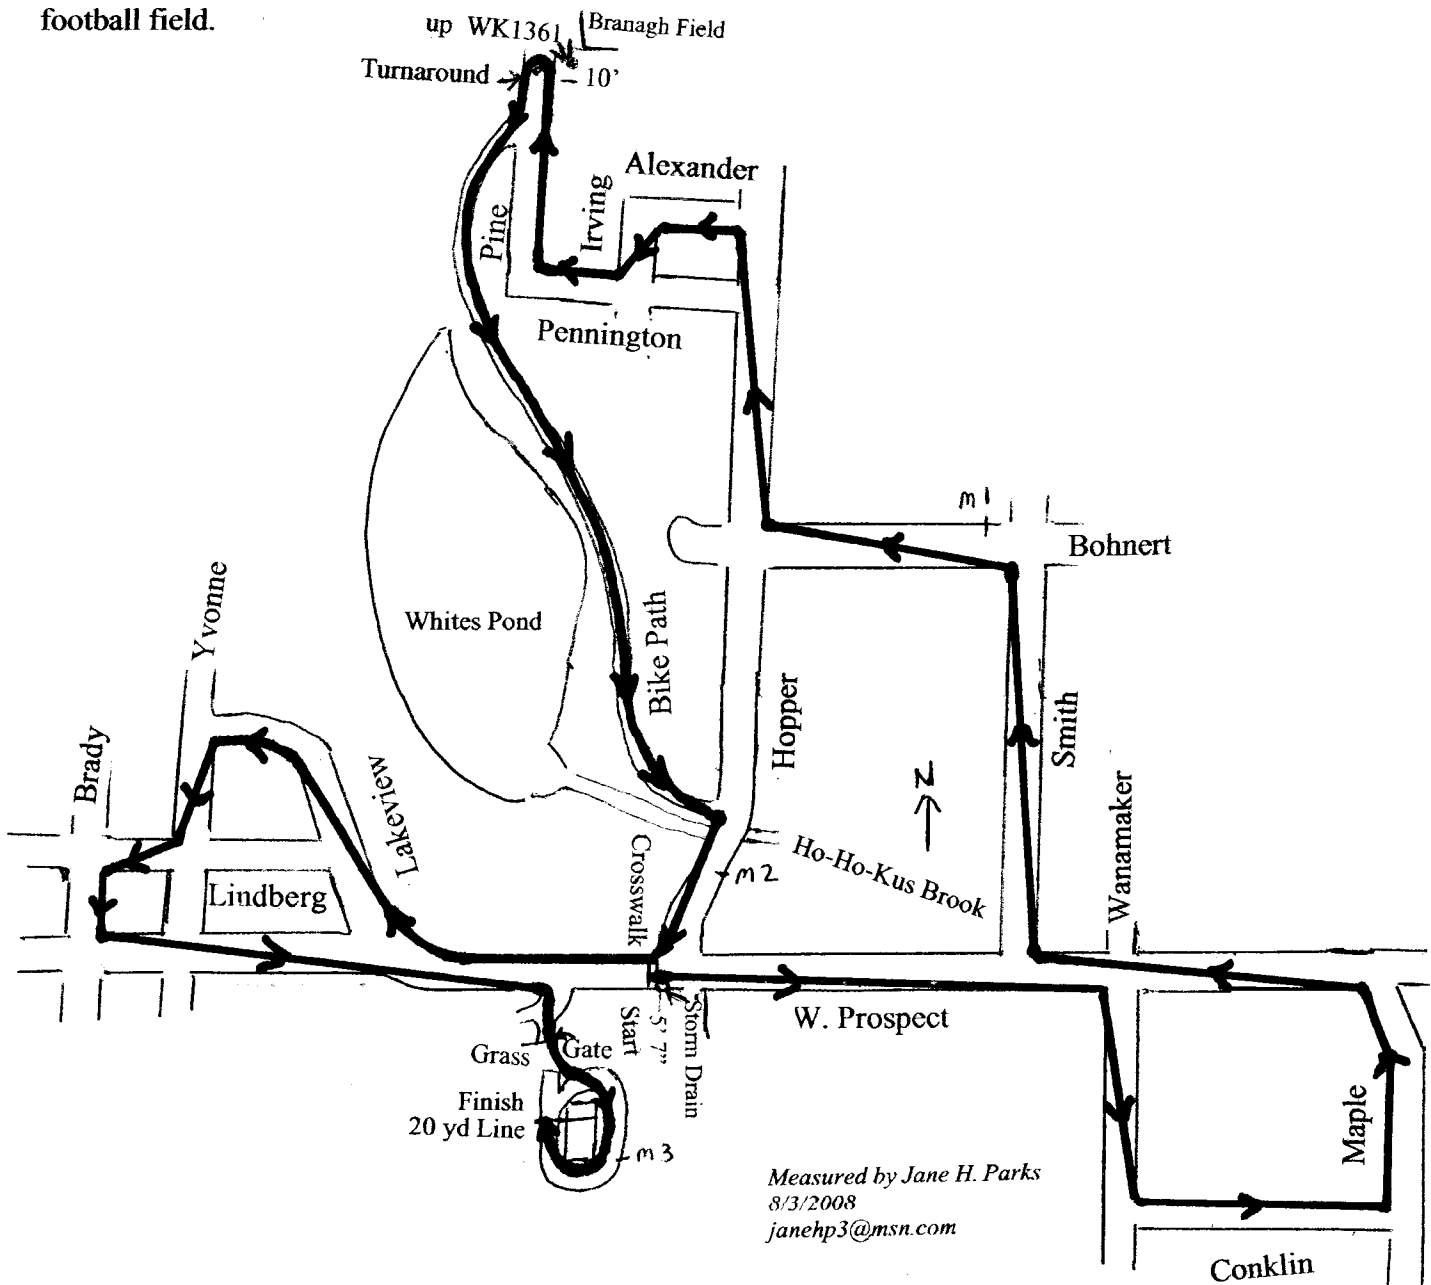 football field.
up WK1361
Branagh Field
Turnaround
10'
Alexander
Irving
Pine
Pennington
m1
Bohnert
Yvonne
Whites Pond
Bike Path
Hopper
Smith
N
Brady
Lakeview
Wanamaker
Crosswalk
m2
Ho-Ho-Kus Brook
Lindberg
W. Prospect
Start
5' 7"
Storm Drain
Grass
Gate
Finish
20 yd Line
m3
Maple
Measured by Jane H. Parks
8/3/2008
janehp3@msn.com
Conklin